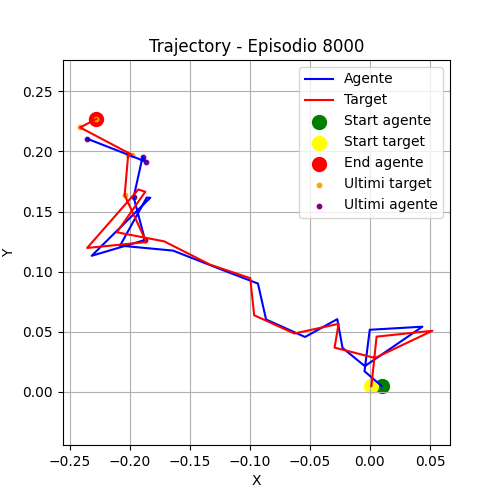 Trajectory - Episodio 8000
Agente
Target
Start agente
Start target
End agente
Ultimi target
Ultimi agente
Y
0.25
0.20
0.15
0.10
0.05
0.00
−0.25 −0.20 −0.15 −0.10 −0.05 0.00 0.05
X